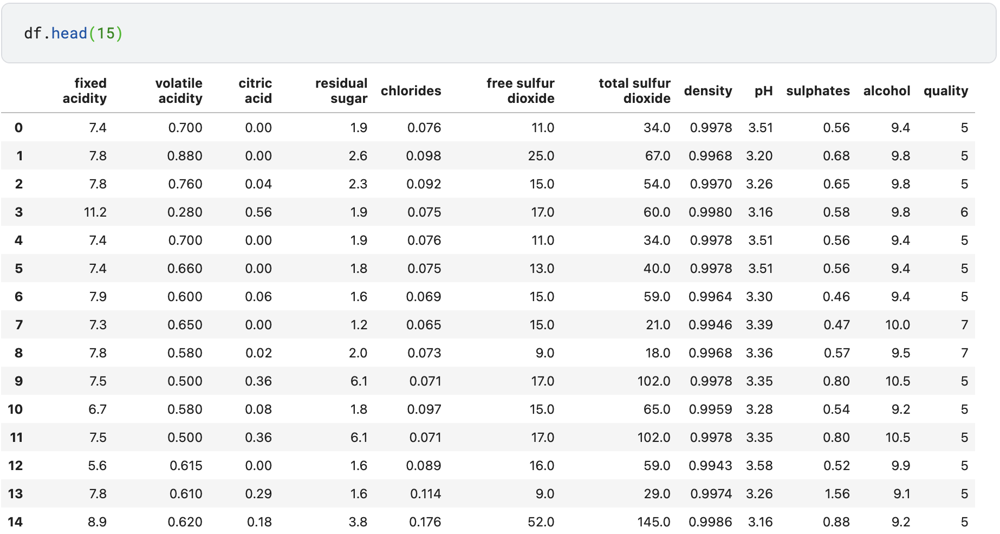 df.head(15)
fixed acidity volatile acidity citric acid residual sugar chlorides free sulfur dioxide total sulfur dioxide density pH sulphates alcohol quality
0 7.4 0.700 0.00 1.9 0.076 11.0 34.0 0.9978 3.51 0.56 9.4 5
1 7.8 0.880 0.00 2.6 0.098 25.0 67.0 0.9968 3.20 0.68 9.8 5
2 7.8 0.760 0.04 2.3 0.092 15.0 54.0 0.9970 3.26 0.65 9.8 5
3 11.2 0.280 0.56 1.9 0.075 17.0 60.0 0.9980 3.16 0.58 9.8 6
4 7.4 0.700 0.00 1.9 0.076 11.0 34.0 0.9978 3.51 0.56 9.4 5
5 7.4 0.660 0.00 1.8 0.075 13.0 40.0 0.9978 3.51 0.56 9.4 5
6 7.9 0.600 0.06 1.6 0.069 15.0 59.0 0.9964 3.30 0.46 9.4 5
7 7.3 0.650 0.00 1.2 0.065 15.0 21.0 0.9946 3.39 0.47 10.0 7
8 7.8 0.580 0.02 2.0 0.073 9.0 18.0 0.9968 3.36 0.57 9.5 7
9 7.5 0.500 0.36 6.1 0.071 17.0 102.0 0.9978 3.35 0.80 10.5 5
10 6.7 0.580 0.08 1.8 0.097 15.0 65.0 0.9959 3.28 0.54 9.2 5
11 7.5 0.500 0.36 6.1 0.071 17.0 102.0 0.9978 3.35 0.80 10.5 5
12 5.6 0.615 0.00 1.6 0.089 16.0 59.0 0.9943 3.58 0.52 9.9 5
13 7.8 0.610 0.29 1.6 0.114 9.0 29.0 0.9974 3.26 1.56 9.1 5
14 8.9 0.620 0.18 3.8 0.176 52.0 145.0 0.9986 3.16 0.88 9.2 5